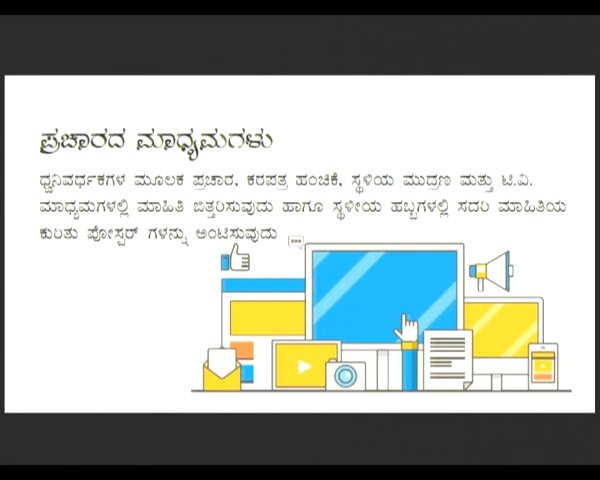 ಪ್ರಚಾರದ ಮಾಧ್ಯಮಗಳು
ಧ್ವನಿವರ್ಧಕಗಳ ಮೂಲಕ ಪ್ರಚಾರ, ಕರಪತ್ರ ಹಂಚಿಕೆ, ಸ್ಥಳಿಯ ಮುದ್ರಣ ಮತ್ತು ಟಿ.ವಿ.
ಮಾಧ್ಯಮಗಳಲ್ಲಿ ಮಾಹಿತಿ ಬಿತ್ತರಿಸುವುದು ಹಾಗೂ ಸ್ಥಳೀಯ ಹಬ್ಬಗಳಲ್ಲಿ ಸದರಿ ಮಾಹಿತಿಯ
ಕುರಿತು ಪೋಸ್ಟರ್ ಗಳನ್ನು ಅಂಟಿಸುವುದು